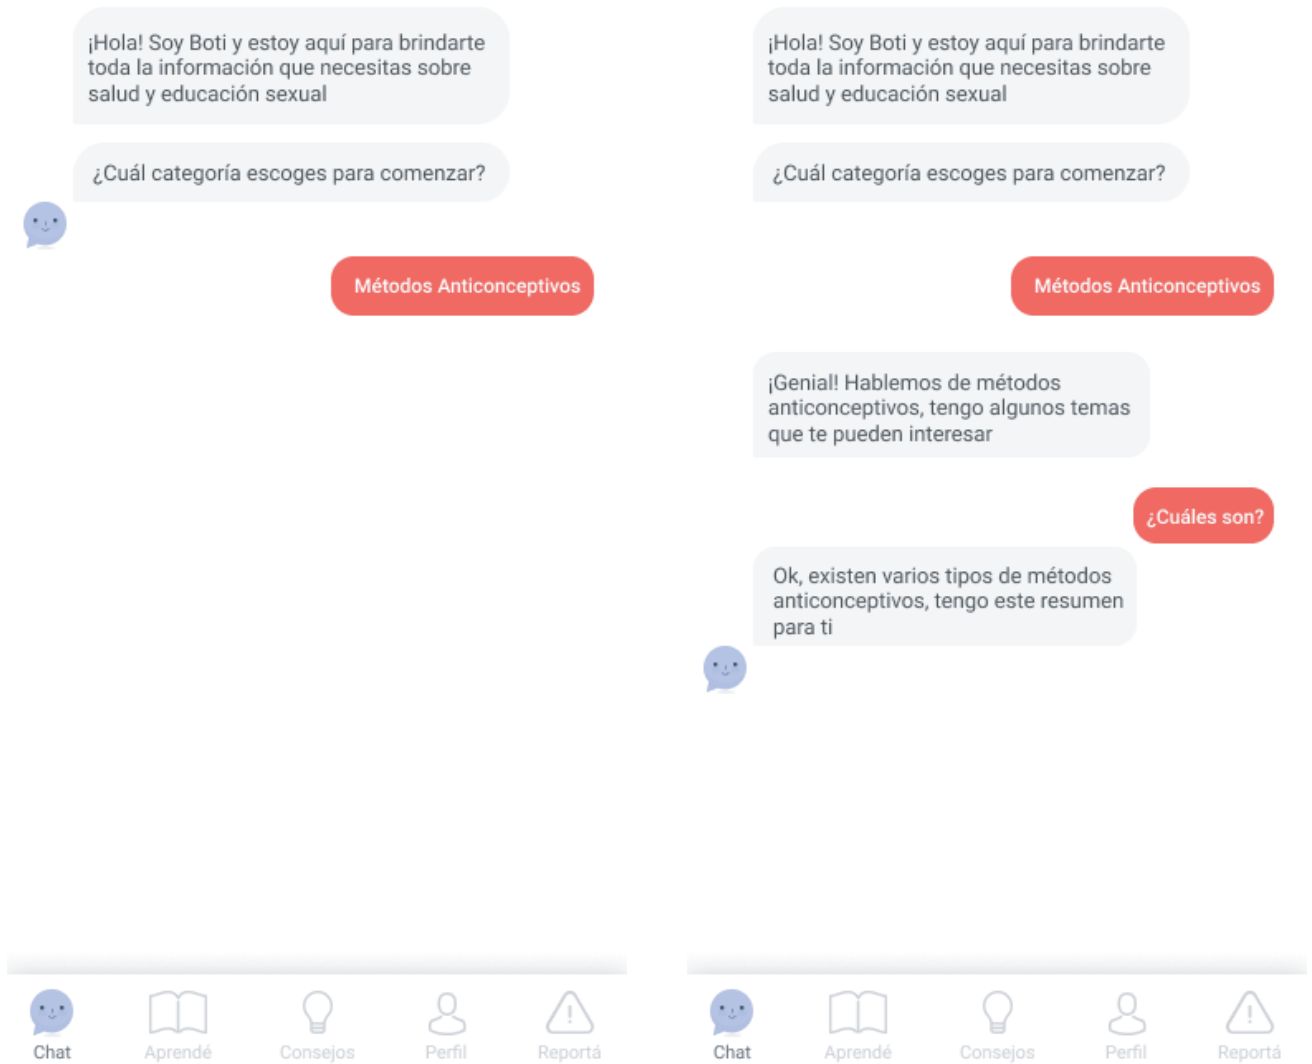 ¡Hola! Soy Boti y estoy aquí para brindarte
toda la información que necesitas sobre
salud y educación sexual
¿Cuál categoría escoges para comenzar?
Métodos Anticonceptivos
Chat
Aprendé
Consejos
Perfil
Reportá
¡Hola! Soy Boti y estoy aquí para brindarte
toda la información que necesitas sobre
salud y educación sexual
¿Cuál categoría escoges para comenzar?
Métodos Anticonceptivos
¡Genial! Hablemos de métodos
anticonceptivos, tengo algunos temas
que te pueden interesar
¿Cuáles son?
Ok, existen varios tipos de métodos
anticonceptivos, tengo este resumen
para ti
Chat
Aprendé
Consejos
Perfil
Reportá